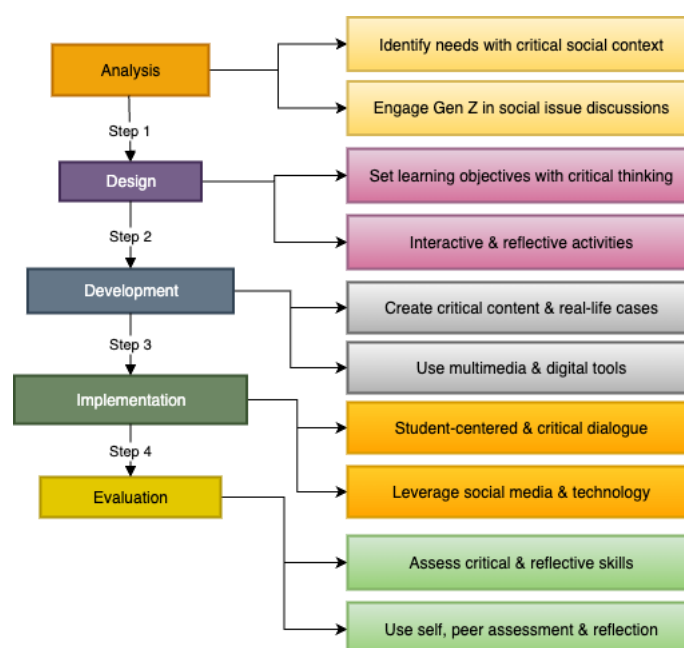 Analysis
Identify needs with critical social context
Engage Gen Z in social issue discussions
Step 1
Design
Set learning objectives with critical thinking
Interactive & reflective activities
Step 2
Development
Create critical content & real-life cases
Use multimedia & digital tools
Step 3
Implementation
Student-centered & critical dialogue
Leverage social media & technology
Step 4
Evaluation
Assess critical & reflective skills
Use self, peer assessment & reflection